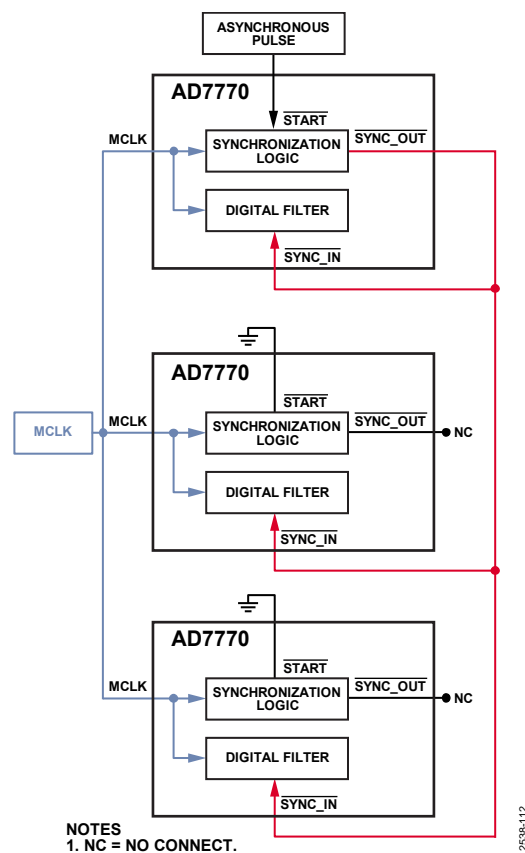 ASYNCHRONOUS
PULSE
AD7770
START
MCLK
SYNCHRONIZATION
LOGIC
SYNC_OUT
DIGITAL FILTER
SYNC_IN
AD7770
START
MCLK
MCLK
SYNCHRONIZATION
LOGIC
SYNC_OUT
NC
DIGITAL FILTER
SYNC_IN
AD7770
START
MCLK
SYNCHRONIZATION
LOGIC
SYNC_OUT
NC
DIGITAL FILTER
SYNC_IN
NOTES
1. NC = NO CONNECT.